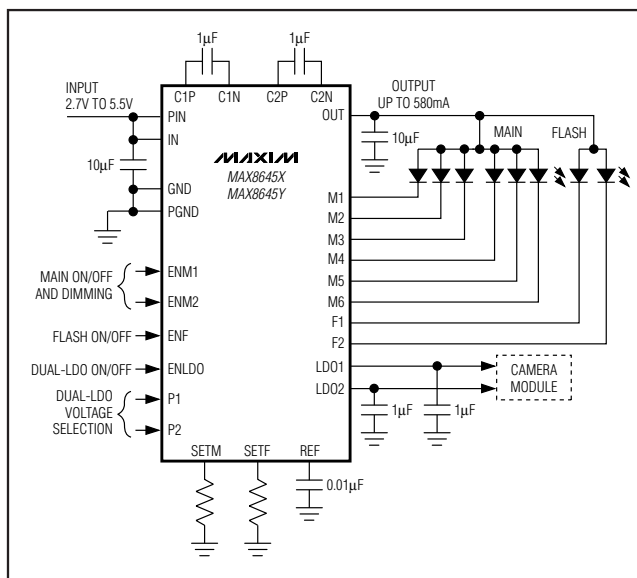 1µF
1µF
INPUT
2.7V TO 5.5V
C1P
C1N
C2P
C2N
OUTPUT
UP TO 580mA
PIN
OUT
IN
10µF
MAIN
FLASH
10µF
MAXIM
MAX8645X
MAX8645Y
GND
PGND
M1
M2
M3
M4
M5
M6
F1
F2
MAIN ON/OFF
AND DIMMING
ENM1
ENM2
FLASH ON/OFF
ENF
DUAL-LDO ON/OFF
ENLDO
LDO1
LDO2
CAMERA
MODULE
DUAL-LDO
VOLTAGE
SELECTION
P1
P2
1µF
1µF
SETM
SETF
REF
0.01µF